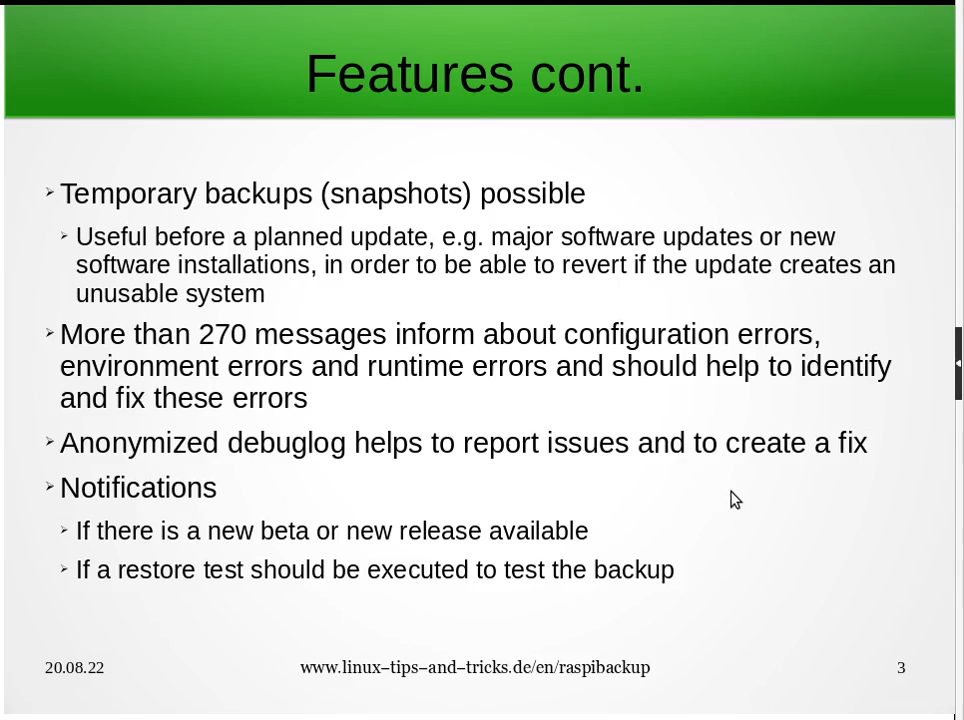 Features cont.
Temporary backups (snapshots) possible
Useful before a planned update, e.g. major software updates or new
software installations, in order to be able to revert if the update creates an
unusable system
More than 270 messages inform about configuration errors,
environment errors and runtime errors and should help to identify
and fix these errors
Anonymized debuglog helps to report issues and to create a fix
Notifications
If there is a new beta or new release available
If a restore test should be executed to test the backup
20.08.22
www.linux–tips–and–tricks.de/en/raspibackup
3